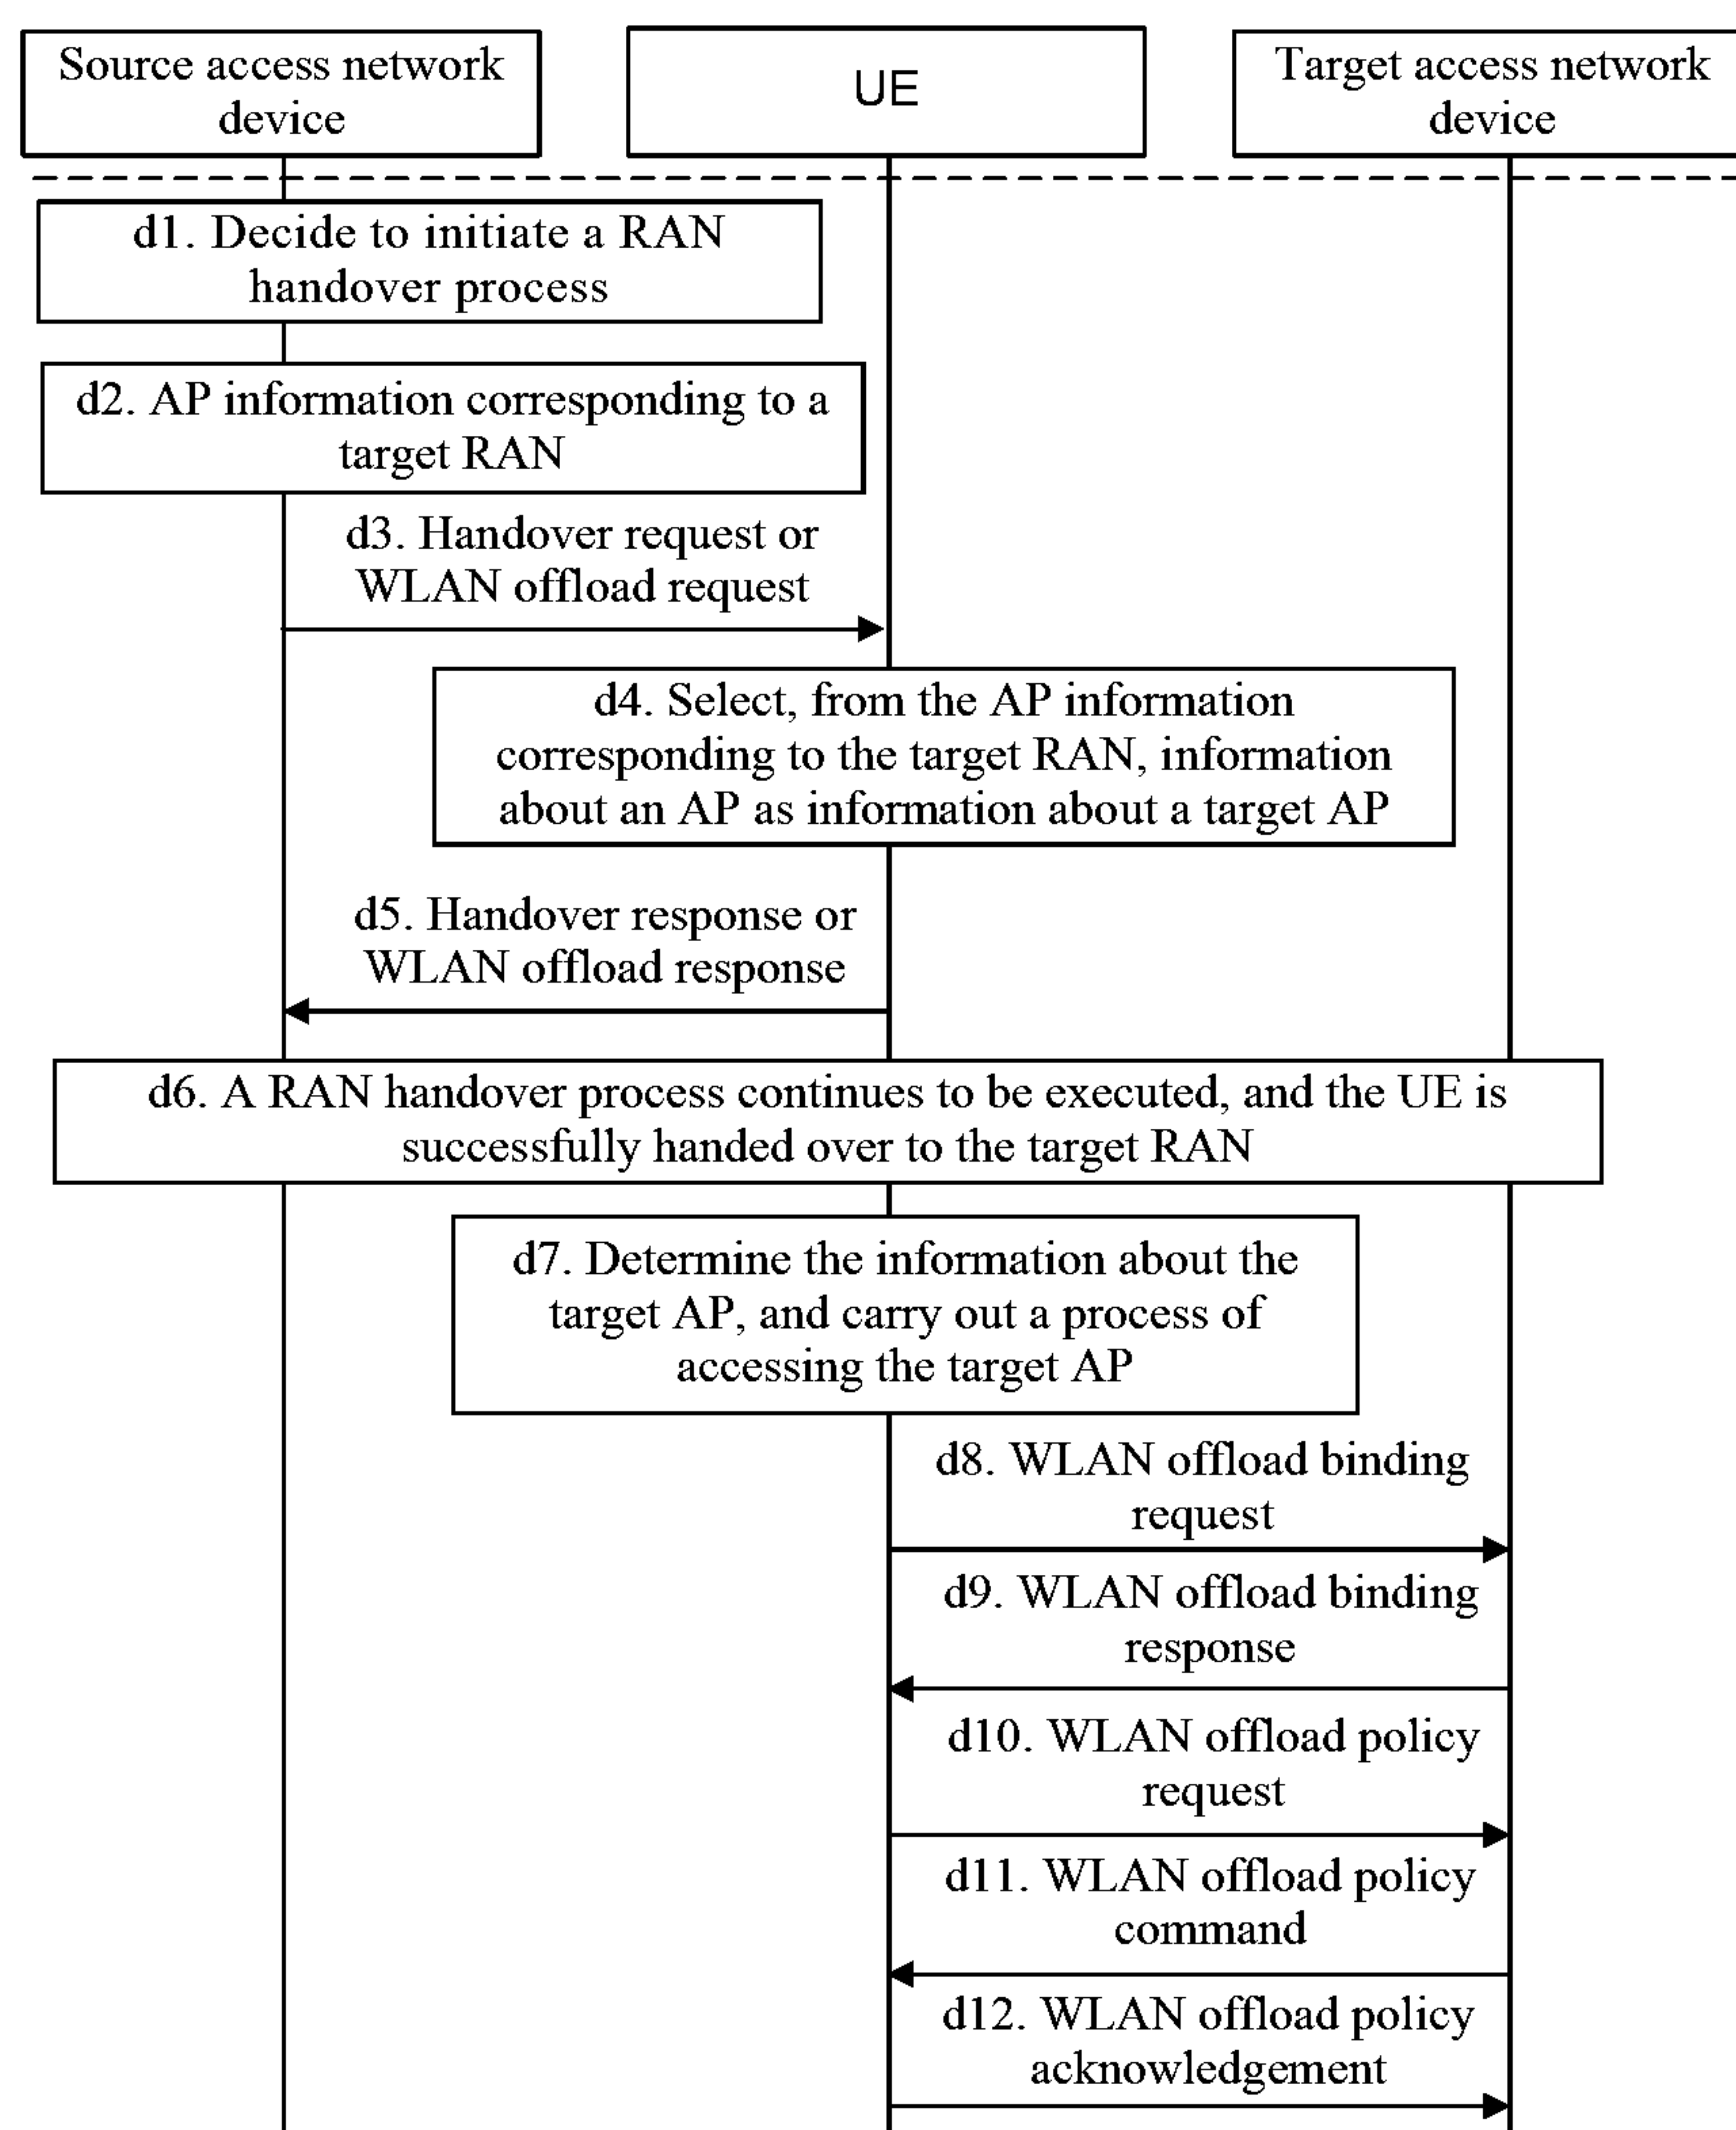 Source access network
device
UE
Target access network
device
d1. Decide to initiate a RAN
handover process
d2. AP information corresponding to a
target RAN
d3. Handover request or
WLAN offload request
d4. Select, from the AP information
corresponding to the target RAN, information
about an AP as information about a target AP
d5. Handover response or
WLAN offload response
d6. A RAN handover process continues to be executed, and the UE is
successfully handed over to the target RAN
d7. Determine the information about the
target AP, and carry out a process of
accessing the target AP
d8. WLAN offload binding
request
d9. WLAN offload binding
response
d10. WLAN offload policy
request
d11. WLAN offload policy
command
d12. WLAN offload policy
acknowledgement